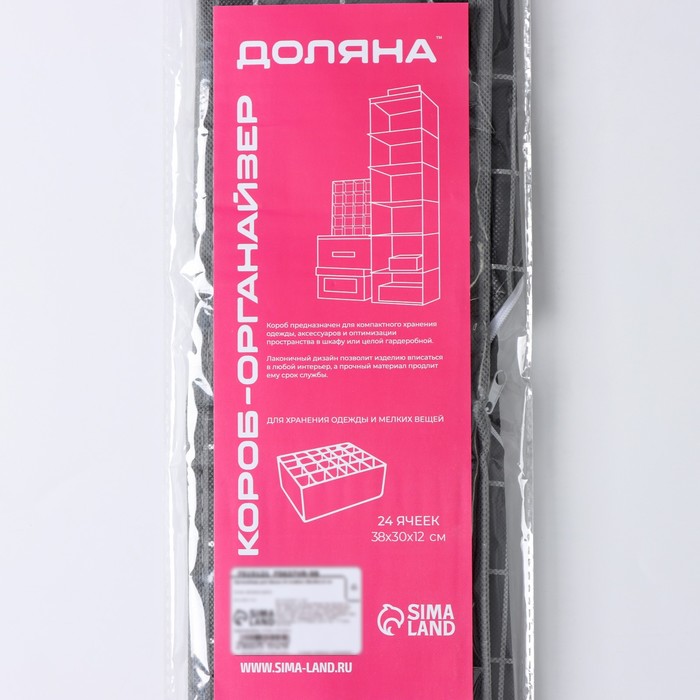 ДОЛЯНА™
КОРОБ-ОРГАНАЙЗЕР
Короб предназначен для компактного хранения
одежды, аксессуаров и оптимизации
пространства в шкафу или целой гардеробной.
Лаконичный дизайн позволит изделию вписаться
в любой интерьер, а прочный материал продлит
ему срок службы.
ДЛЯ ХРАНЕНИЯ ОДЕЖДЫ И МЕЛКИХ ВЕЩЕЙ
24 ЯЧЕЕК
38x30x12 см
SIMA
LAND
SIMA
LAND
WWW.SIMA-LAND.RU